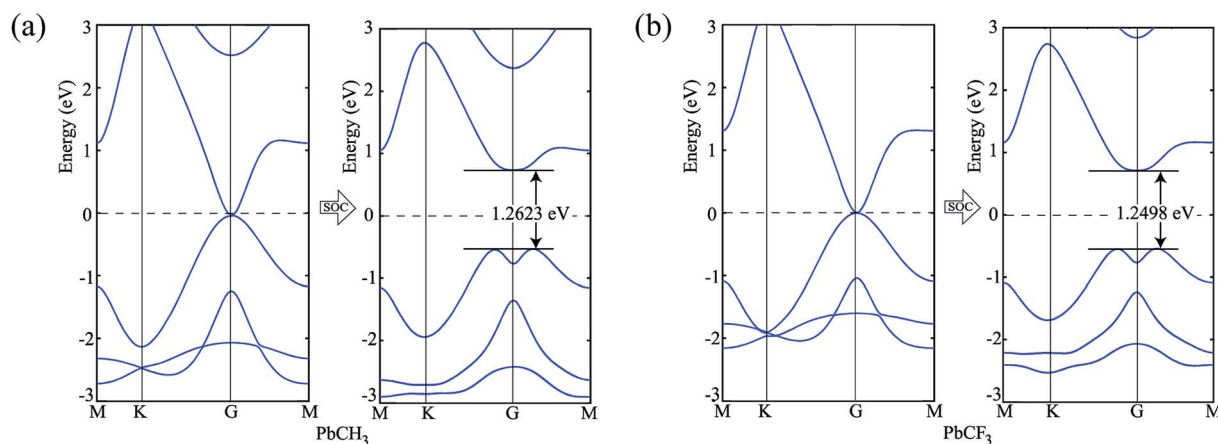 (a)
Energy (eV)
3
2
1
0
-1
-2
-3
M K G M
SOC
Energy (eV)
3
2
1
0
-1
-2
-3
1.2623 eV
M K G M
PbCH₃
(b)
Energy (eV)
3
2
1
0
-1
-2
-3
M K G M
SOC
Energy (eV)
3
2
1
0
-1
-2
-3
1.2498 eV
M K G M
PbCF₃